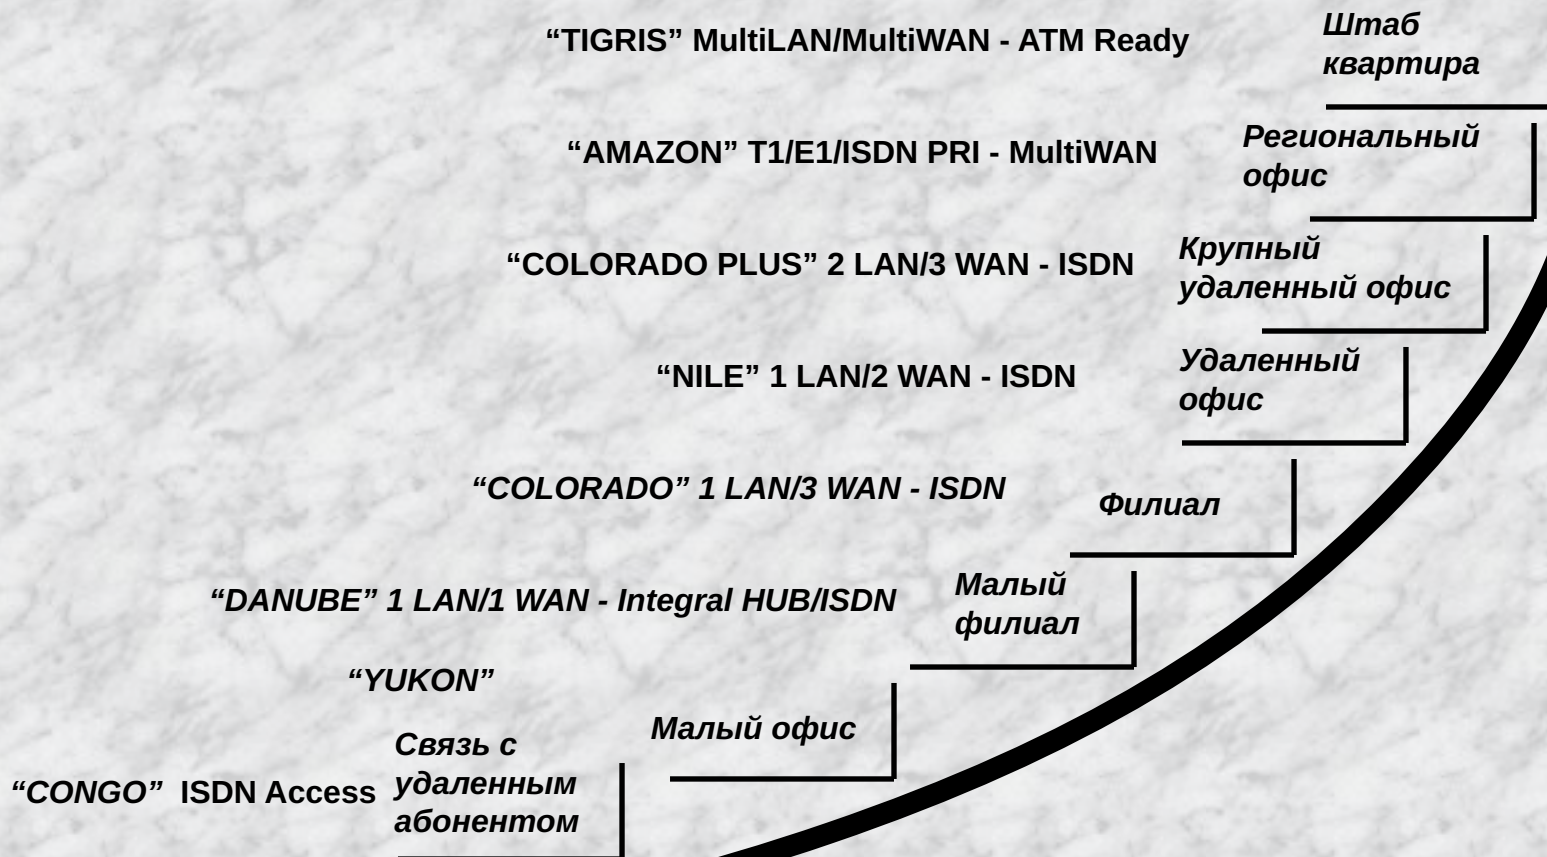 “TIGRIS” MultiLAN/MultiWAN - ATM Ready
Штаб
квартира
“AMAZON” T1/E1/ISDN PRI - MultiWAN
Региональный
офис
“COLORADO PLUS” 2 LAN/3 WAN - ISDN
Крупный
удаленный офис
“NILE” 1 LAN/2 WAN - ISDN
Удаленный
офис
“COLORADO” 1 LAN/3 WAN - ISDN
Филиал
“DANUBE” 1 LAN/1 WAN - Integral HUB/ISDN
Малый
филиал
“YUKON”
Малый офис
“CONGO”  ISDN Access
Связь с
удаленным
абонентом